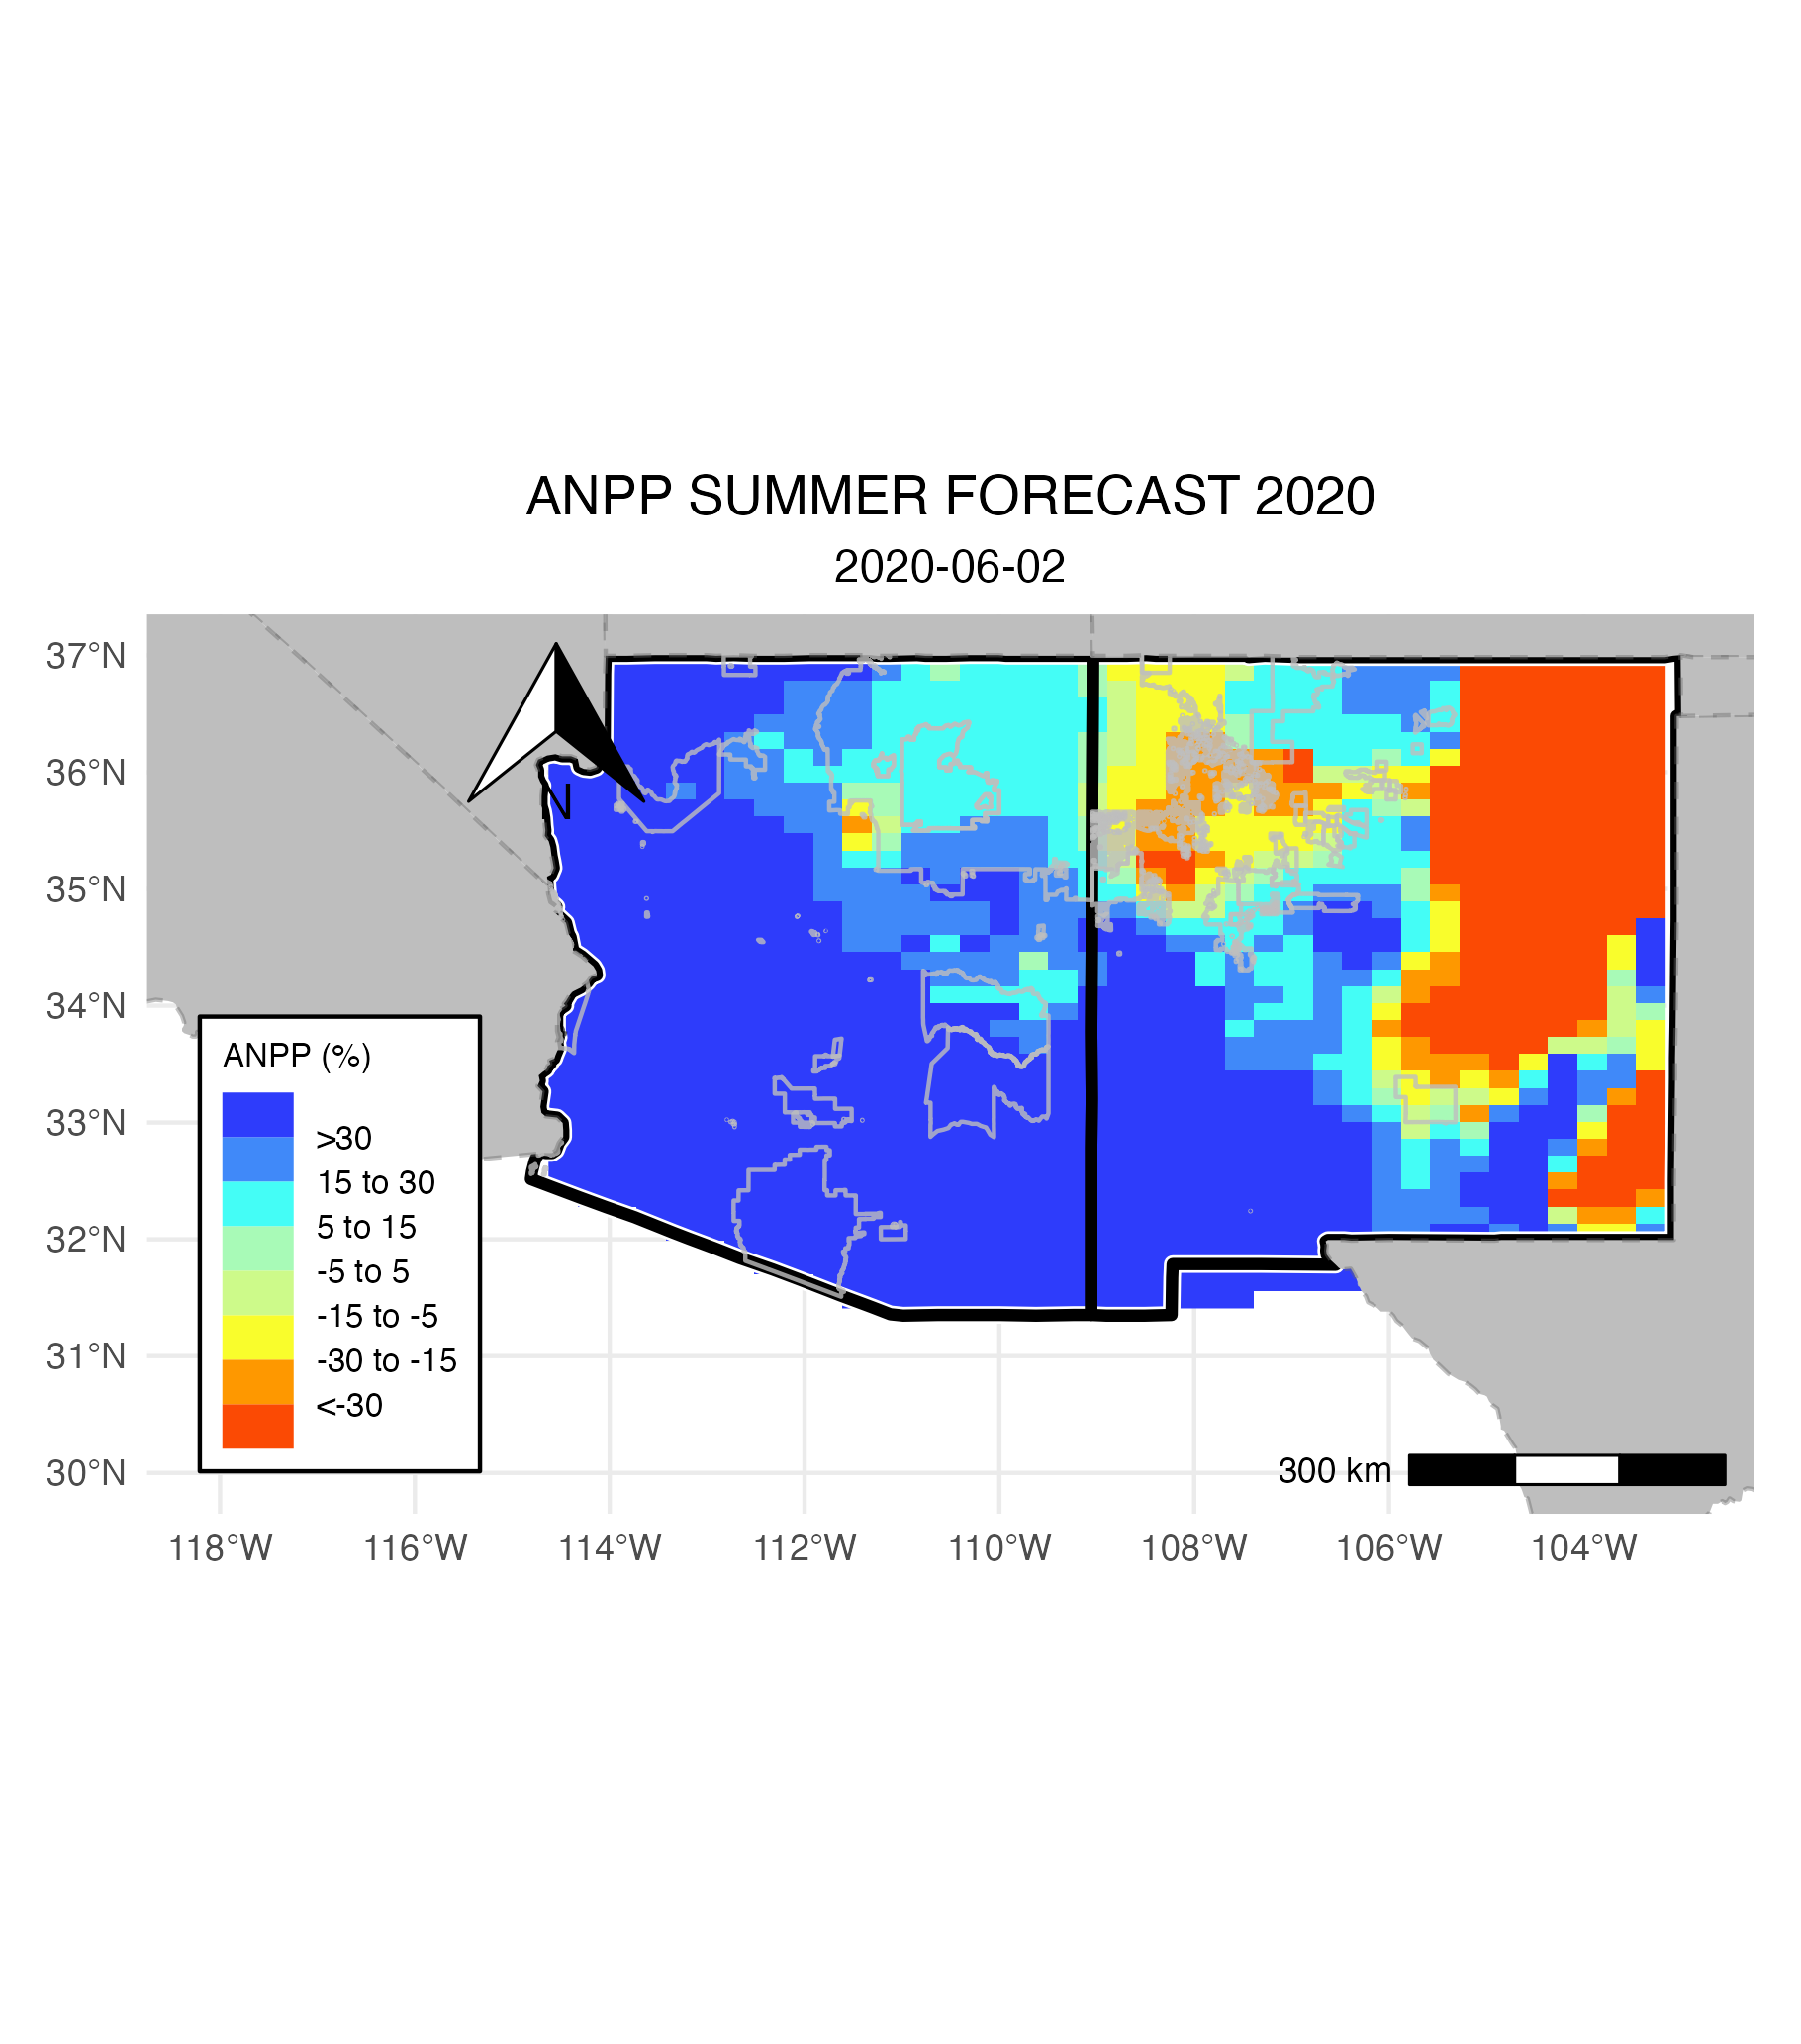 ANPP SUMMER FORECAST 2020
2020-06-02
37°N
36°N
35°N
34°N
33°N
32°N
31°N
30°N
N
ANPP (%)
>30
15 to 30
5 to 15
-5 to 5
-15 to -5
-30 to -15
<-30
300 km
118°W 116°W 114°W 112°W 110°W 108°W 106°W 104°W